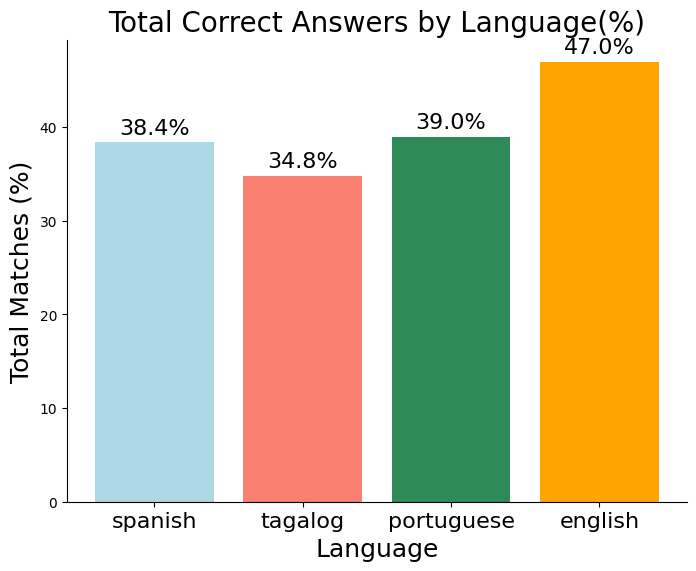 Total Correct Answers by Language(%)
47.0%
39.0%
38.4%
34.8%
Total Matches (%)
40
30
20
10
0
spanish tagalog portuguese english
Language